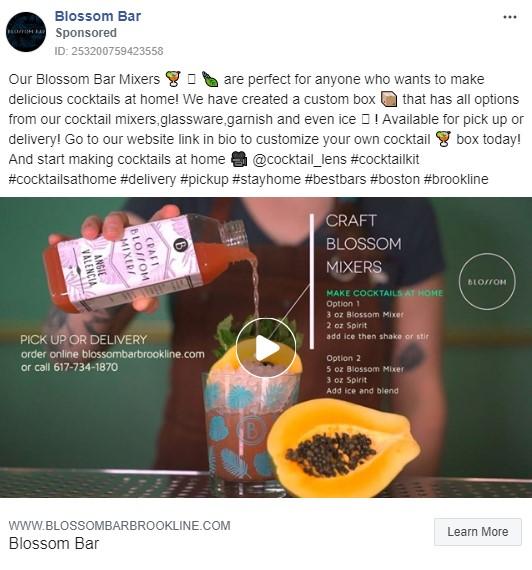 Blossom Bar
Sponsored
ID: 253200759423558
Our Blossom Bar Mixers 🍹 🌿 are perfect for anyone who wants to make
delicious cocktails at home! We have created a custom box 📦 that has all options
from our cocktail mixers,glassware,garnish and even ice ! Available for pick up or
delivery! Go to our website link in bio to customize your own cocktail 🍹 box today!
And start making cocktails at home 🎥 @cocktail_lens #cocktailkit
#cocktailsathome #delivery #pickup #stayhome #bestbars #boston #brookline
CRAFT
BLOSSOM
MIXERS
MAKE COCKTAILS AT HOME
Option 1
3 oz Blossom Mixer
2 oz Spirit
add ice then shake or stir
Option 2
5 oz Blossom Mixer
3 oz Spirit
Add ice and blend
BLOSSOM
CRAFT
BLOSSOM
MIXERS
ANGIE
VALENCIA
B
PICK UP OR DELIVERY
order online blossombarbrookline.com
or call 617-734-1870
WWW.BLOSSOMBARBROOKLINE.COM
Blossom Bar
Learn More